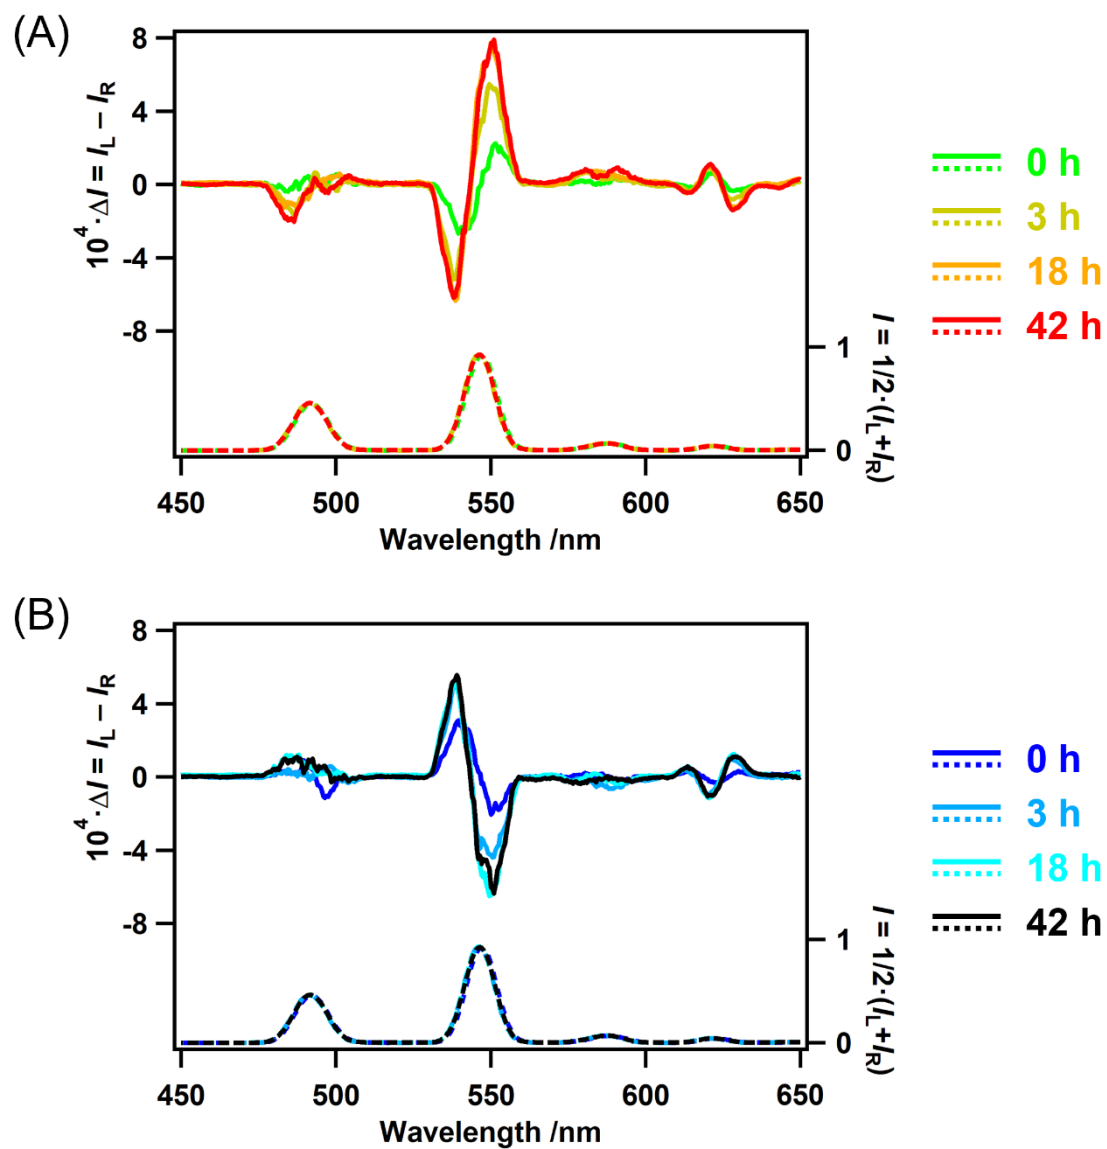 (A)
8
4
0
-4
-8
10⁴·ΔI = I_L − I_R
1
0
I = 1/2·(I_L+I_R)
450 500 550 600 650
Wavelength /nm
0 h
3 h
18 h
42 h
(B)
8
4
0
-4
-8
10⁴·ΔI = I_L − I_R
1
0
I = 1/2·(I_L+I_R)
450 500 550 600 650
Wavelength /nm
0 h
3 h
18 h
42 h